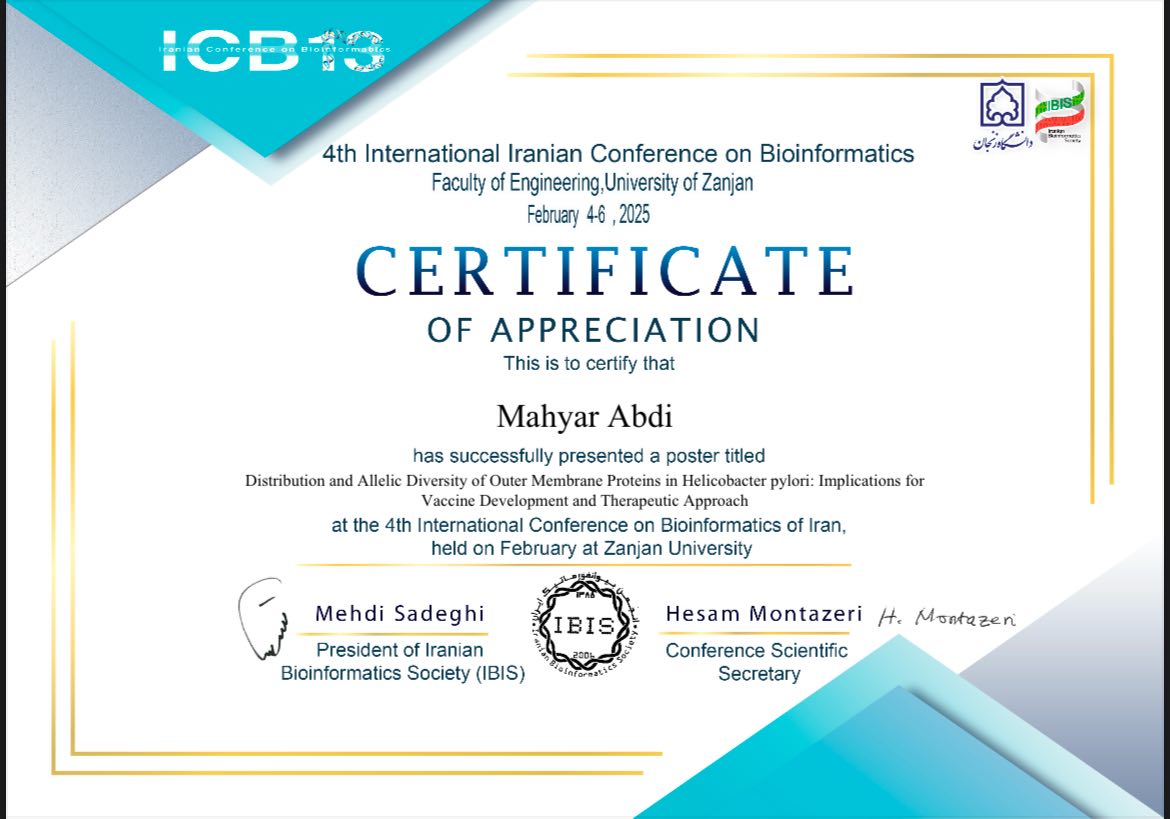 ICB13
Iranian Conference on Bioinformatics
دانشگاه زنجان
IBIS
Iranian
Bioinformatics
Society
4th International Iranian Conference on Bioinformatics
Faculty of Engineering,University of Zanjan
February 4-6 , 2025
CERTIFICATE
OF APPRECIATION
This is to certify that
Mahyar Abdi
has successfully presented a poster titled
Distribution and Allelic Diversity of Outer Membrane Proteins in Helicobacter pylori: Implications for
Vaccine Development and Therapeutic Approach
at the 4th International Conference on Bioinformatics of Iran,
held on February at Zanjan University
Mehdi Sadeghi
President of Iranian
Bioinformatics Society (IBIS)
انجمن بیوانفورماتیک ایران
۱۳۸۵
IBIS
Iranian Bioinformatics Society
Hesam Montazeri
H. Montazeri
Conference Scientific
Secretary